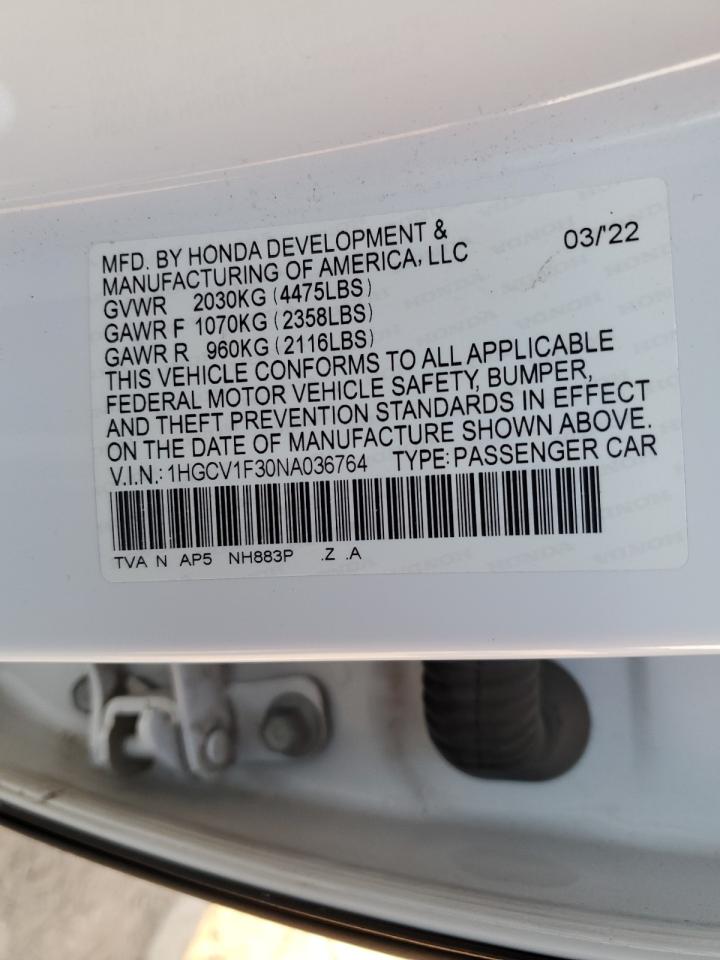 MFD. BY HONDA DEVELOPMENT &
MANUFACTURING OF AMERICA, LLC 03/'22
GVWR 2030KG (4475LBS)
GAWR F 1070KG (2358LBS)
GAWR R 960KG (2116LBS)
THIS VEHICLE CONFORMS TO ALL APPLICABLE
FEDERAL MOTOR VEHICLE SAFETY, BUMPER,
AND THEFT PREVENTION STANDARDS IN EFFECT
ON THE DATE OF MANUFACTURE SHOWN ABOVE.
V.I.N.: 1HGCV1F30NA036764 TYPE: PASSENGER CAR
TVA N AP5 NH883P .Z .A